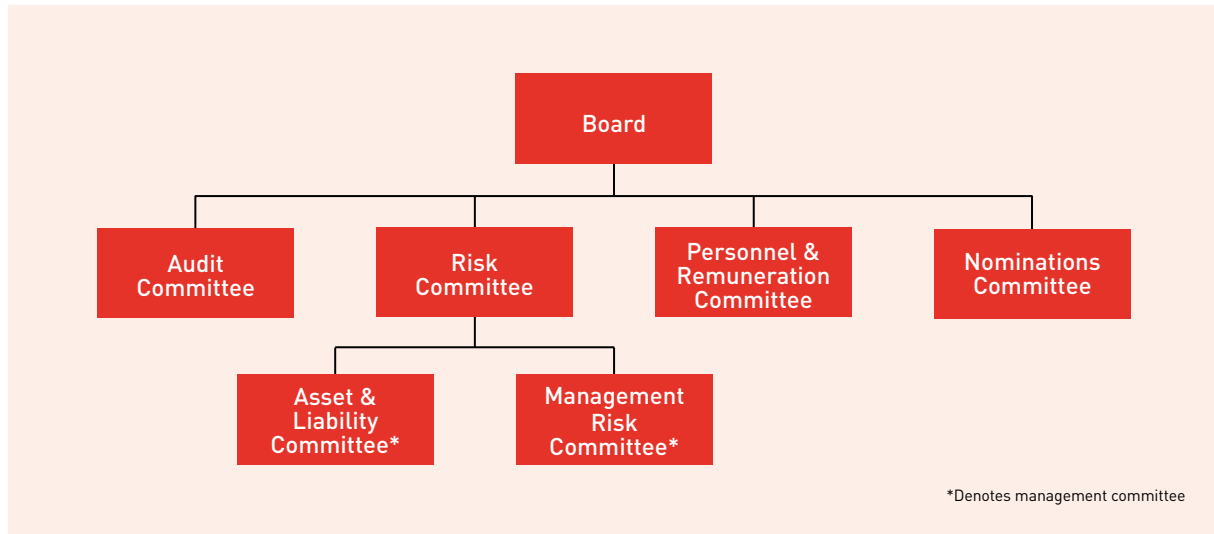 Board
Audit
Committee
Risk
Committee
Personnel &
Remuneration
Committee
Nominations
Committee
Asset &
Liability
Committee*
Management
Risk
Committee*
*Denotes management committee